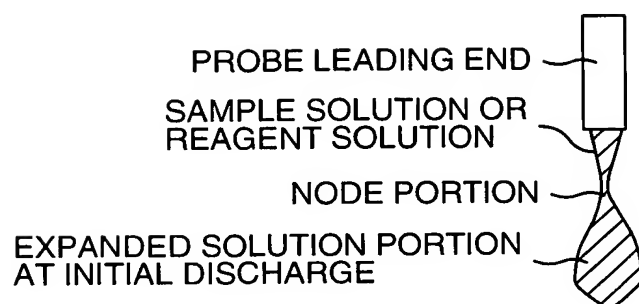 PROBE LEADING END
SAMPLE SOLUTION OR
REAGENT SOLUTION
NODE PORTION
EXPANDED SOLUTION PORTION
AT INITIAL DISCHARGE